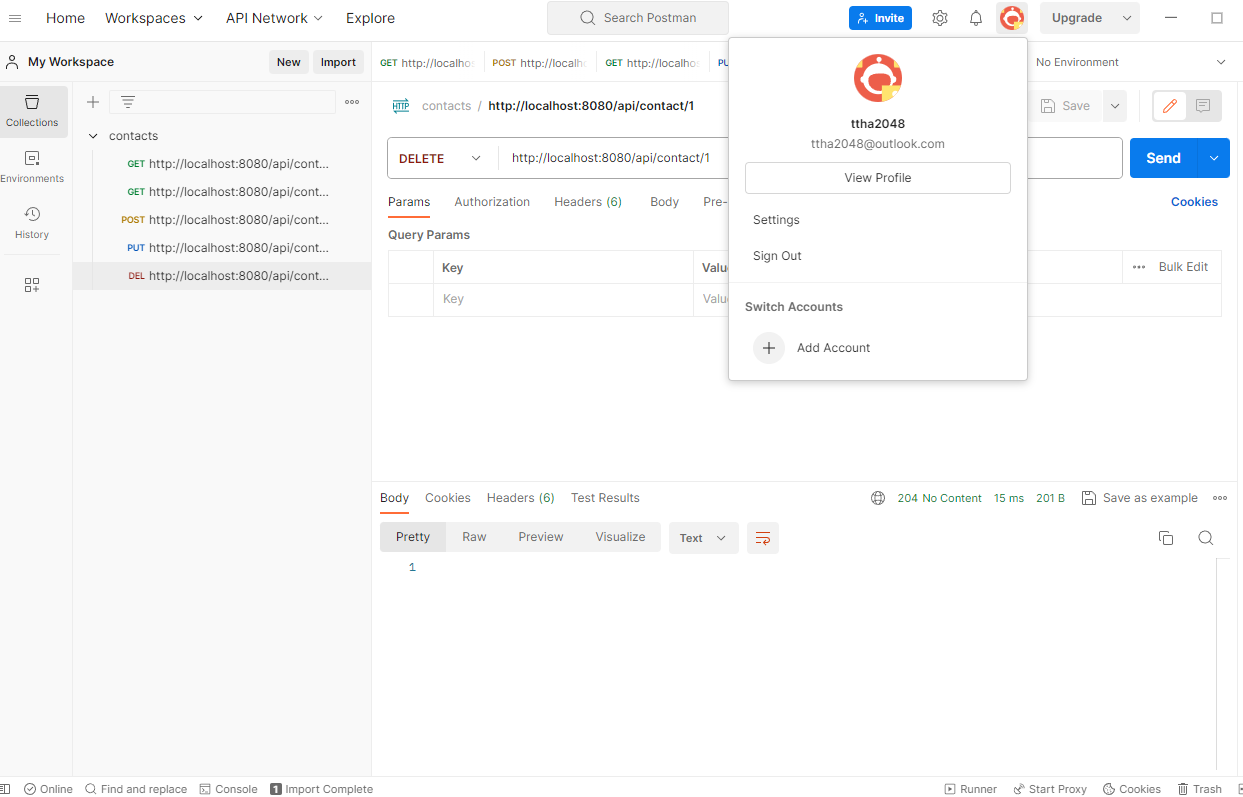 Home Workspaces API Network Explore Search Postman Invite Upgrade
My Workspace New Import GET http://localho POST http://localh GET http://localhos PU No Environment
Collections
Environments
History
contacts
GET http://localhost:8080/api/cont...
GET http://localhost:8080/api/cont...
POST http://localhost:8080/api/cont...
PUT http://localhost:8080/api/cont...
DEL http://localhost:8080/api/cont...
HTTP contacts / http://localhost:8080/api/contact/1 Save
DELETE http://localhost:8080/api/contact/1 Send
Params Authorization Headers (6) Body Pre- Cookies
Query Params
Key Valu Bulk Edit
Key Valu
ttha2048
ttha2048@outlook.com
View Profile
Settings
Sign Out
Switch Accounts
Add Account
Body Cookies Headers (6) Test Results 204 No Content 15 ms 201 B Save as example
Pretty Raw Preview Visualize Text
1
Online Find and replace Console 1 Import Complete Runner Start Proxy Cookies Trash